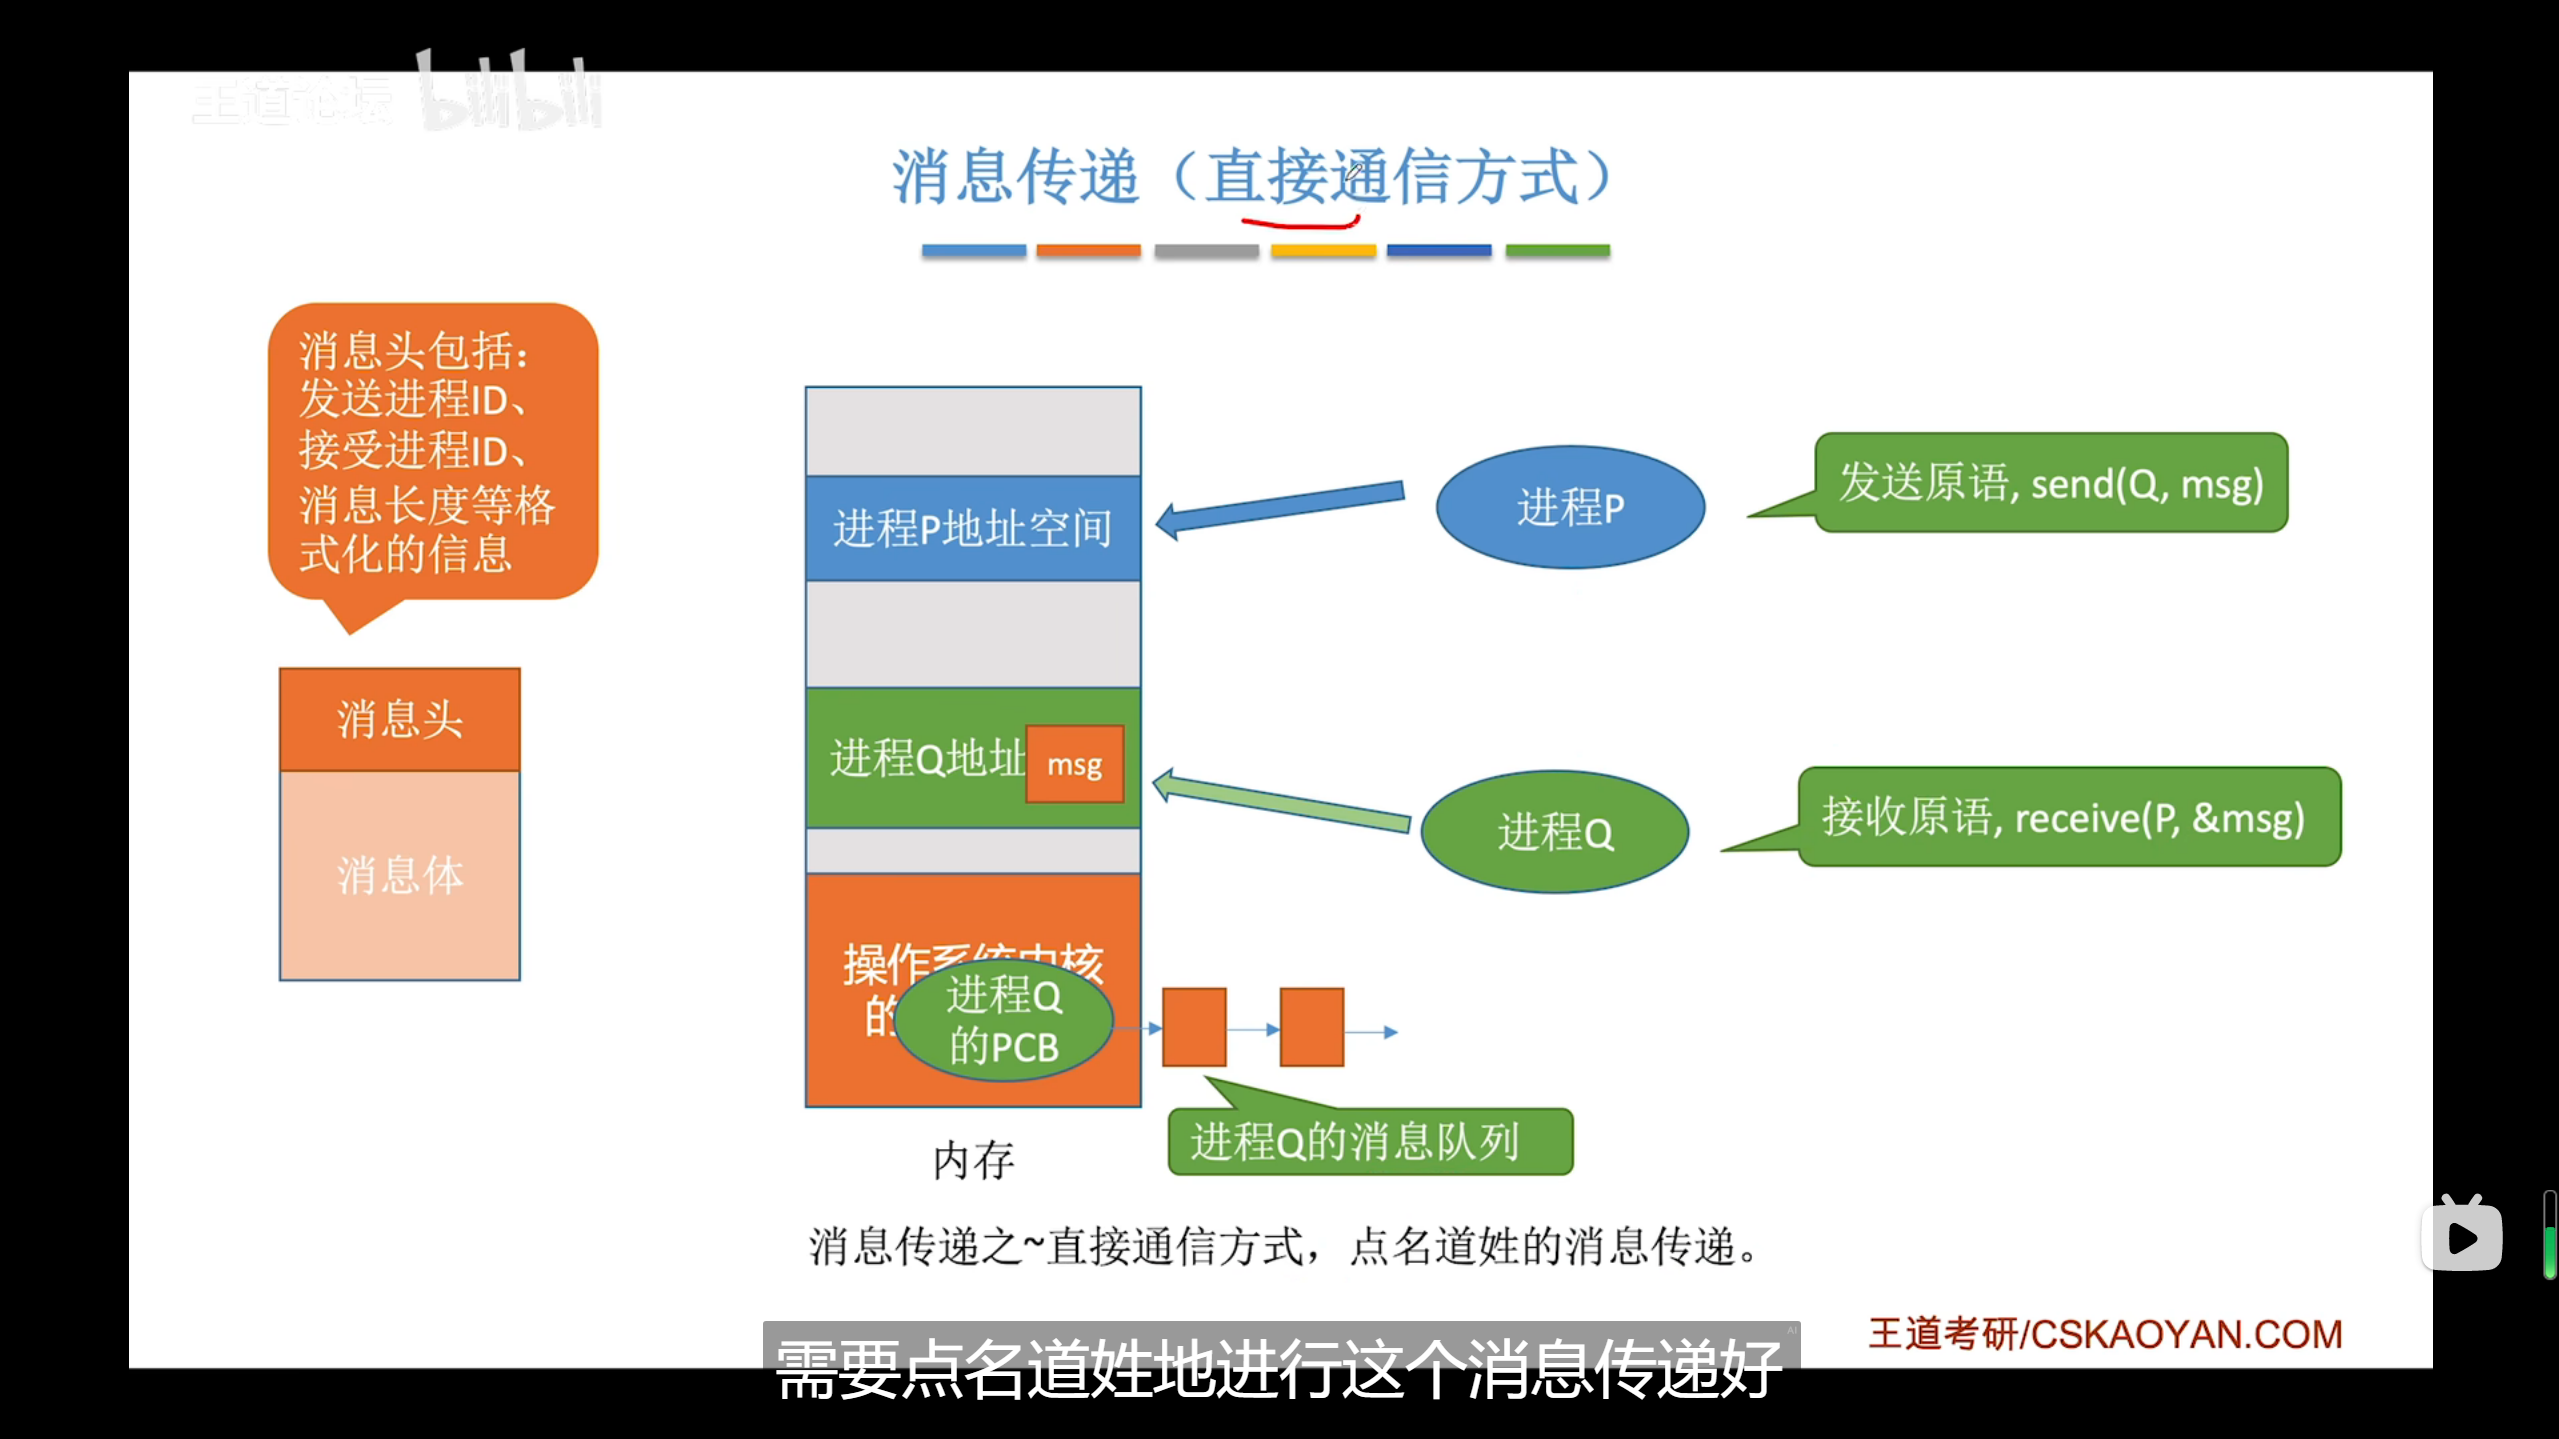 王道论坛 bilibili
消息传递（直接通信方式）
消息头包括：
发送进程ID、
接受进程ID、
消息长度等格
式化的信息
消息头
消息体
进程P地址空间
进程Q地址
msg
操作系统内核
的
进程Q
的PCB
内存
进程P
发送原语, send(Q, msg)
进程Q
接收原语, receive(P, &msg)
进程Q的消息队列
消息传递之~直接通信方式，点名道姓的消息传递。
王道考研/CSKAOYAN.COM
AI
需要点名道姓地进行这个消息传递好